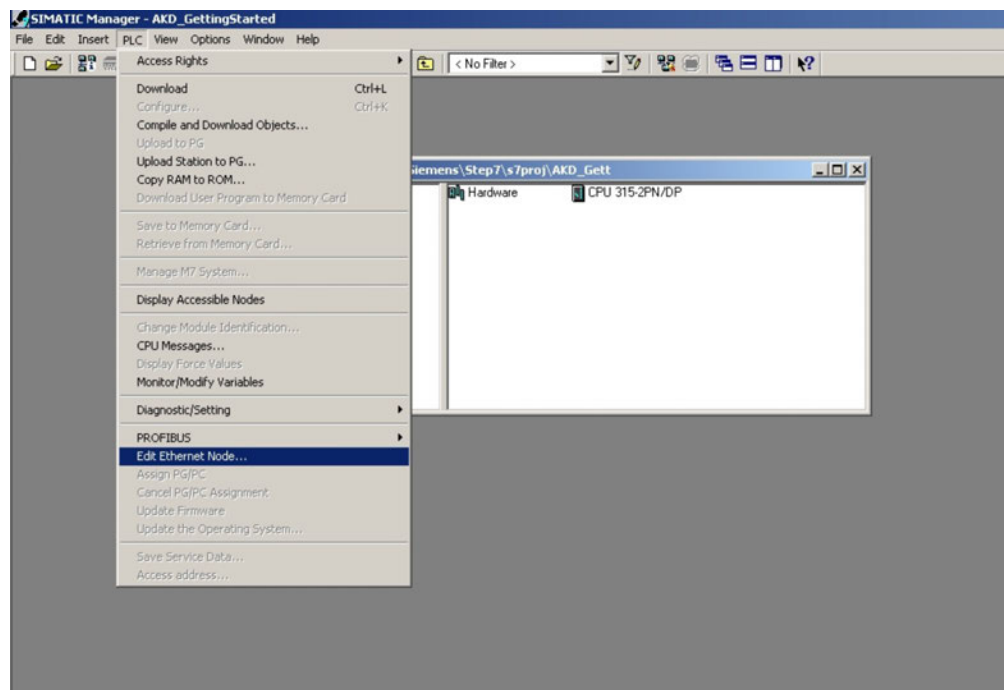 SIMATIC Manager - AKD_GettingStarted
File Edit Insert PLC View Options Window Help
< No Filter >
Access Rights
Download Ctrl+L
Configure... Ctrl+K
Compile and Download Objects...
Upload to PG
Upload Station to PG...
Copy RAM to ROM...
Download User Program to Memory Card
Save to Memory Card...
Retrieve from Memory Card...
Manage M7 System...
Display Accessible Nodes
Change Module Identification...
CPU Messages...
Display Force Values
Monitor/Modify Variables
Diagnostic/Setting
PROFIBUS
Edit Ethernet Node...
Assign PG/PC
Cancel PG/PC Assignment
Update Firmware
Update the Operating System...
Save Service Data...
Access address...
iemens\Step7\s7proj\AKD_Gett
Hardware CPU 315-2PN/DP